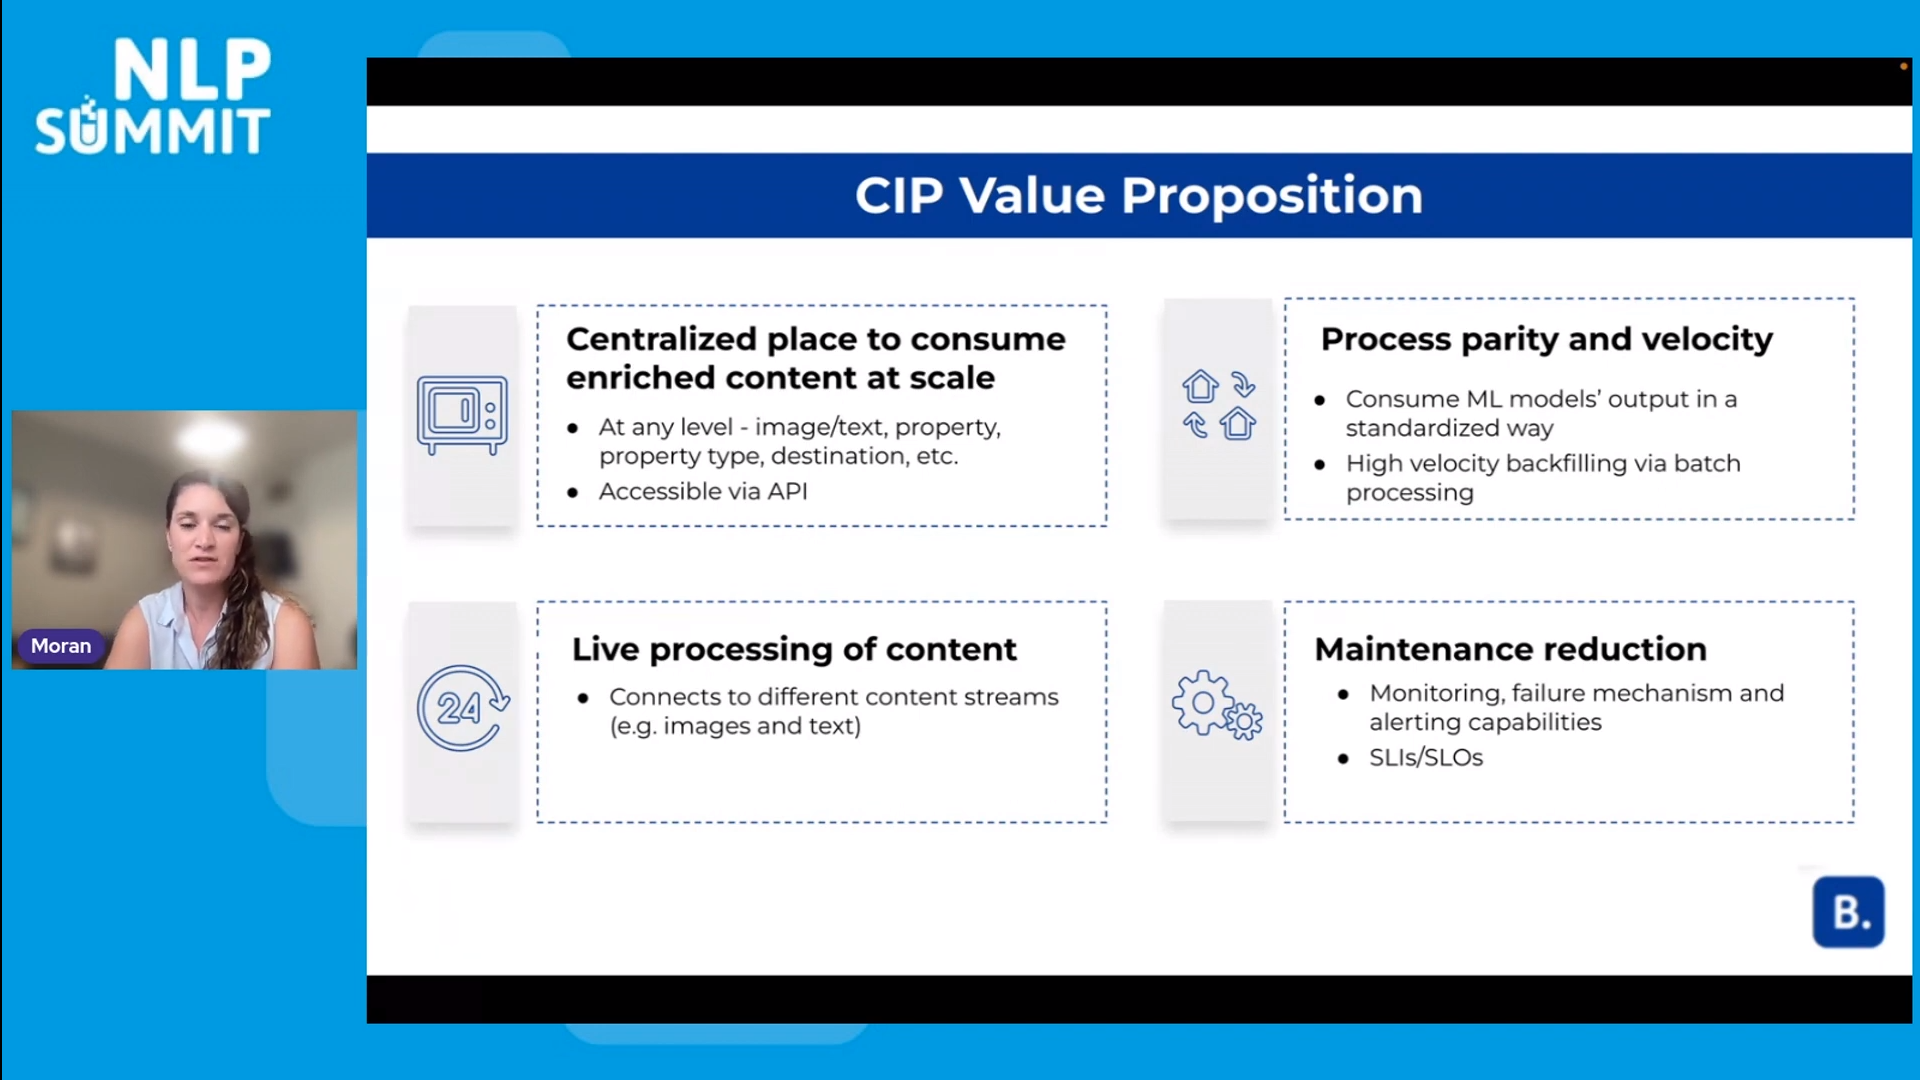 NLP
SUMMIT
CIP Value Proposition
Centralized place to consume
enriched content at scale
● At any level - image/text, property,
property type, destination, etc.
● Accessible via API
Process parity and velocity
● Consume ML models’ output in a
standardized way
● High velocity backfilling via batch
processing
24
Live processing of content
● Connects to different content streams
(e.g. images and text)
Maintenance reduction
● Monitoring, failure mechanism and
alerting capabilities
● SLIs/SLOs
Moran
B.